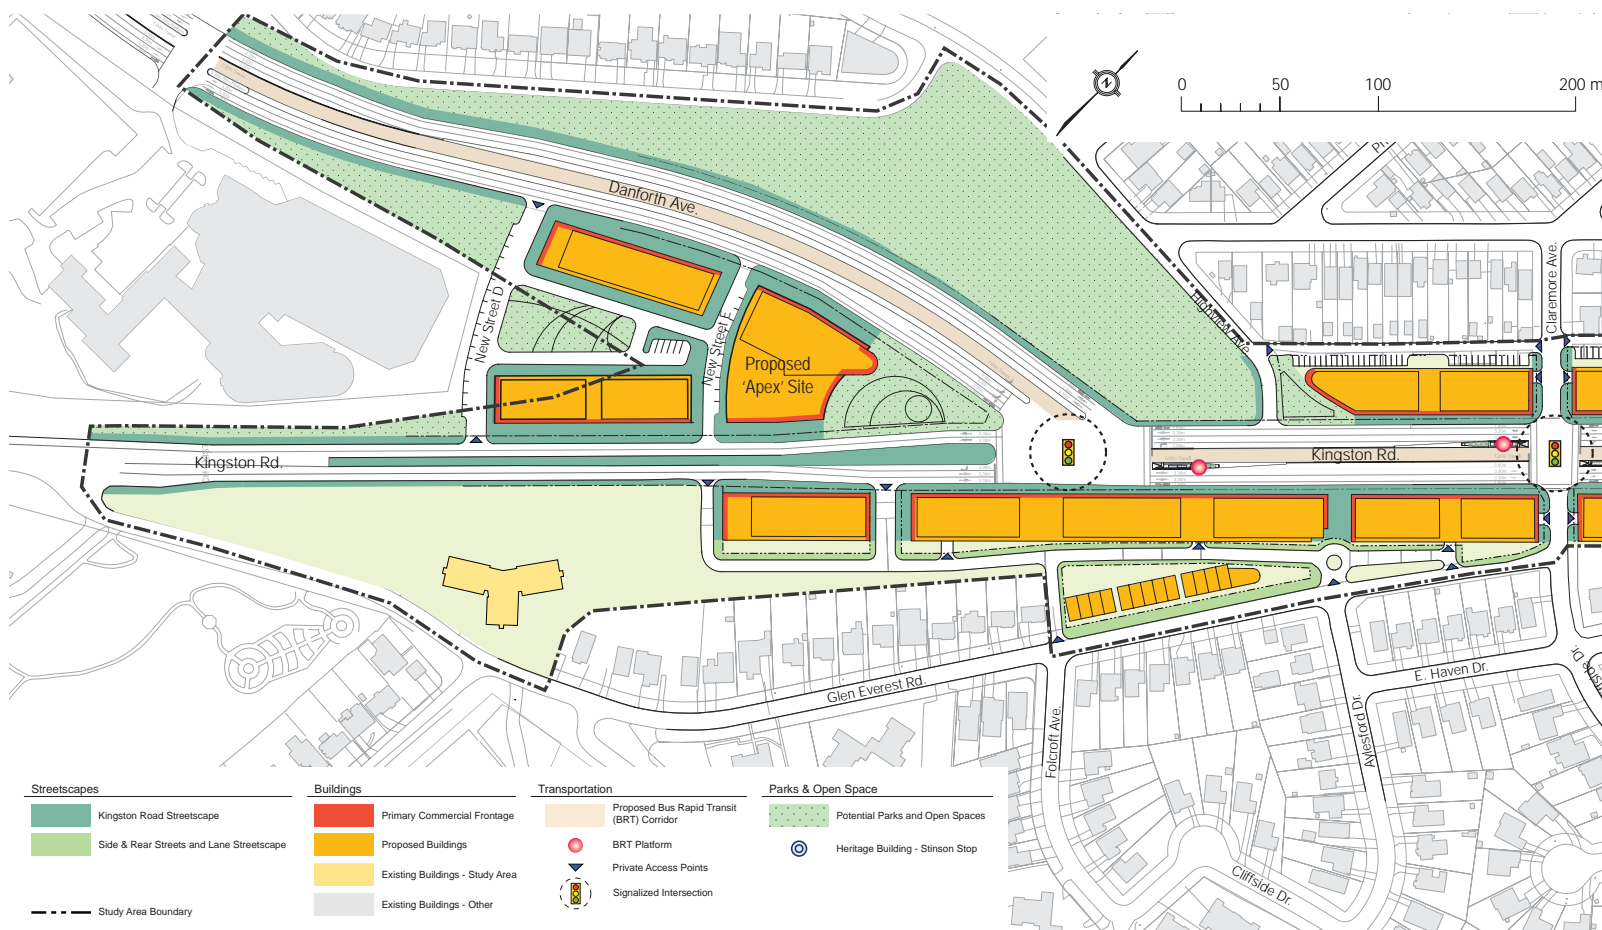 N
0
50
100
200 m
Danforth Ave.
Highview Ave.
Claremore Ave.
New Street D
New Street E
Proposed
'Apex' Site
Kingston Rd.
Kingston Rd.
Glen Everest Rd.
Folcroft Ave.
Aylesford Dr.
E. Haven Dr.
Cliffside Dr.
Streetscapes
Kingston Road Streetscape
Side & Rear Streets and Lane Streetscape
Study Area Boundary
Buildings
Primary Commercial Frontage
Proposed Buildings
Existing Buildings - Study Area
Existing Buildings - Other
Transportation
Proposed Bus Rapid Transit
(BRT) Corridor
BRT Platform
Private Access Points
Signalized Intersection
Parks & Open Space
Potential Parks and Open Spaces
Heritage Building - Stinson Stop